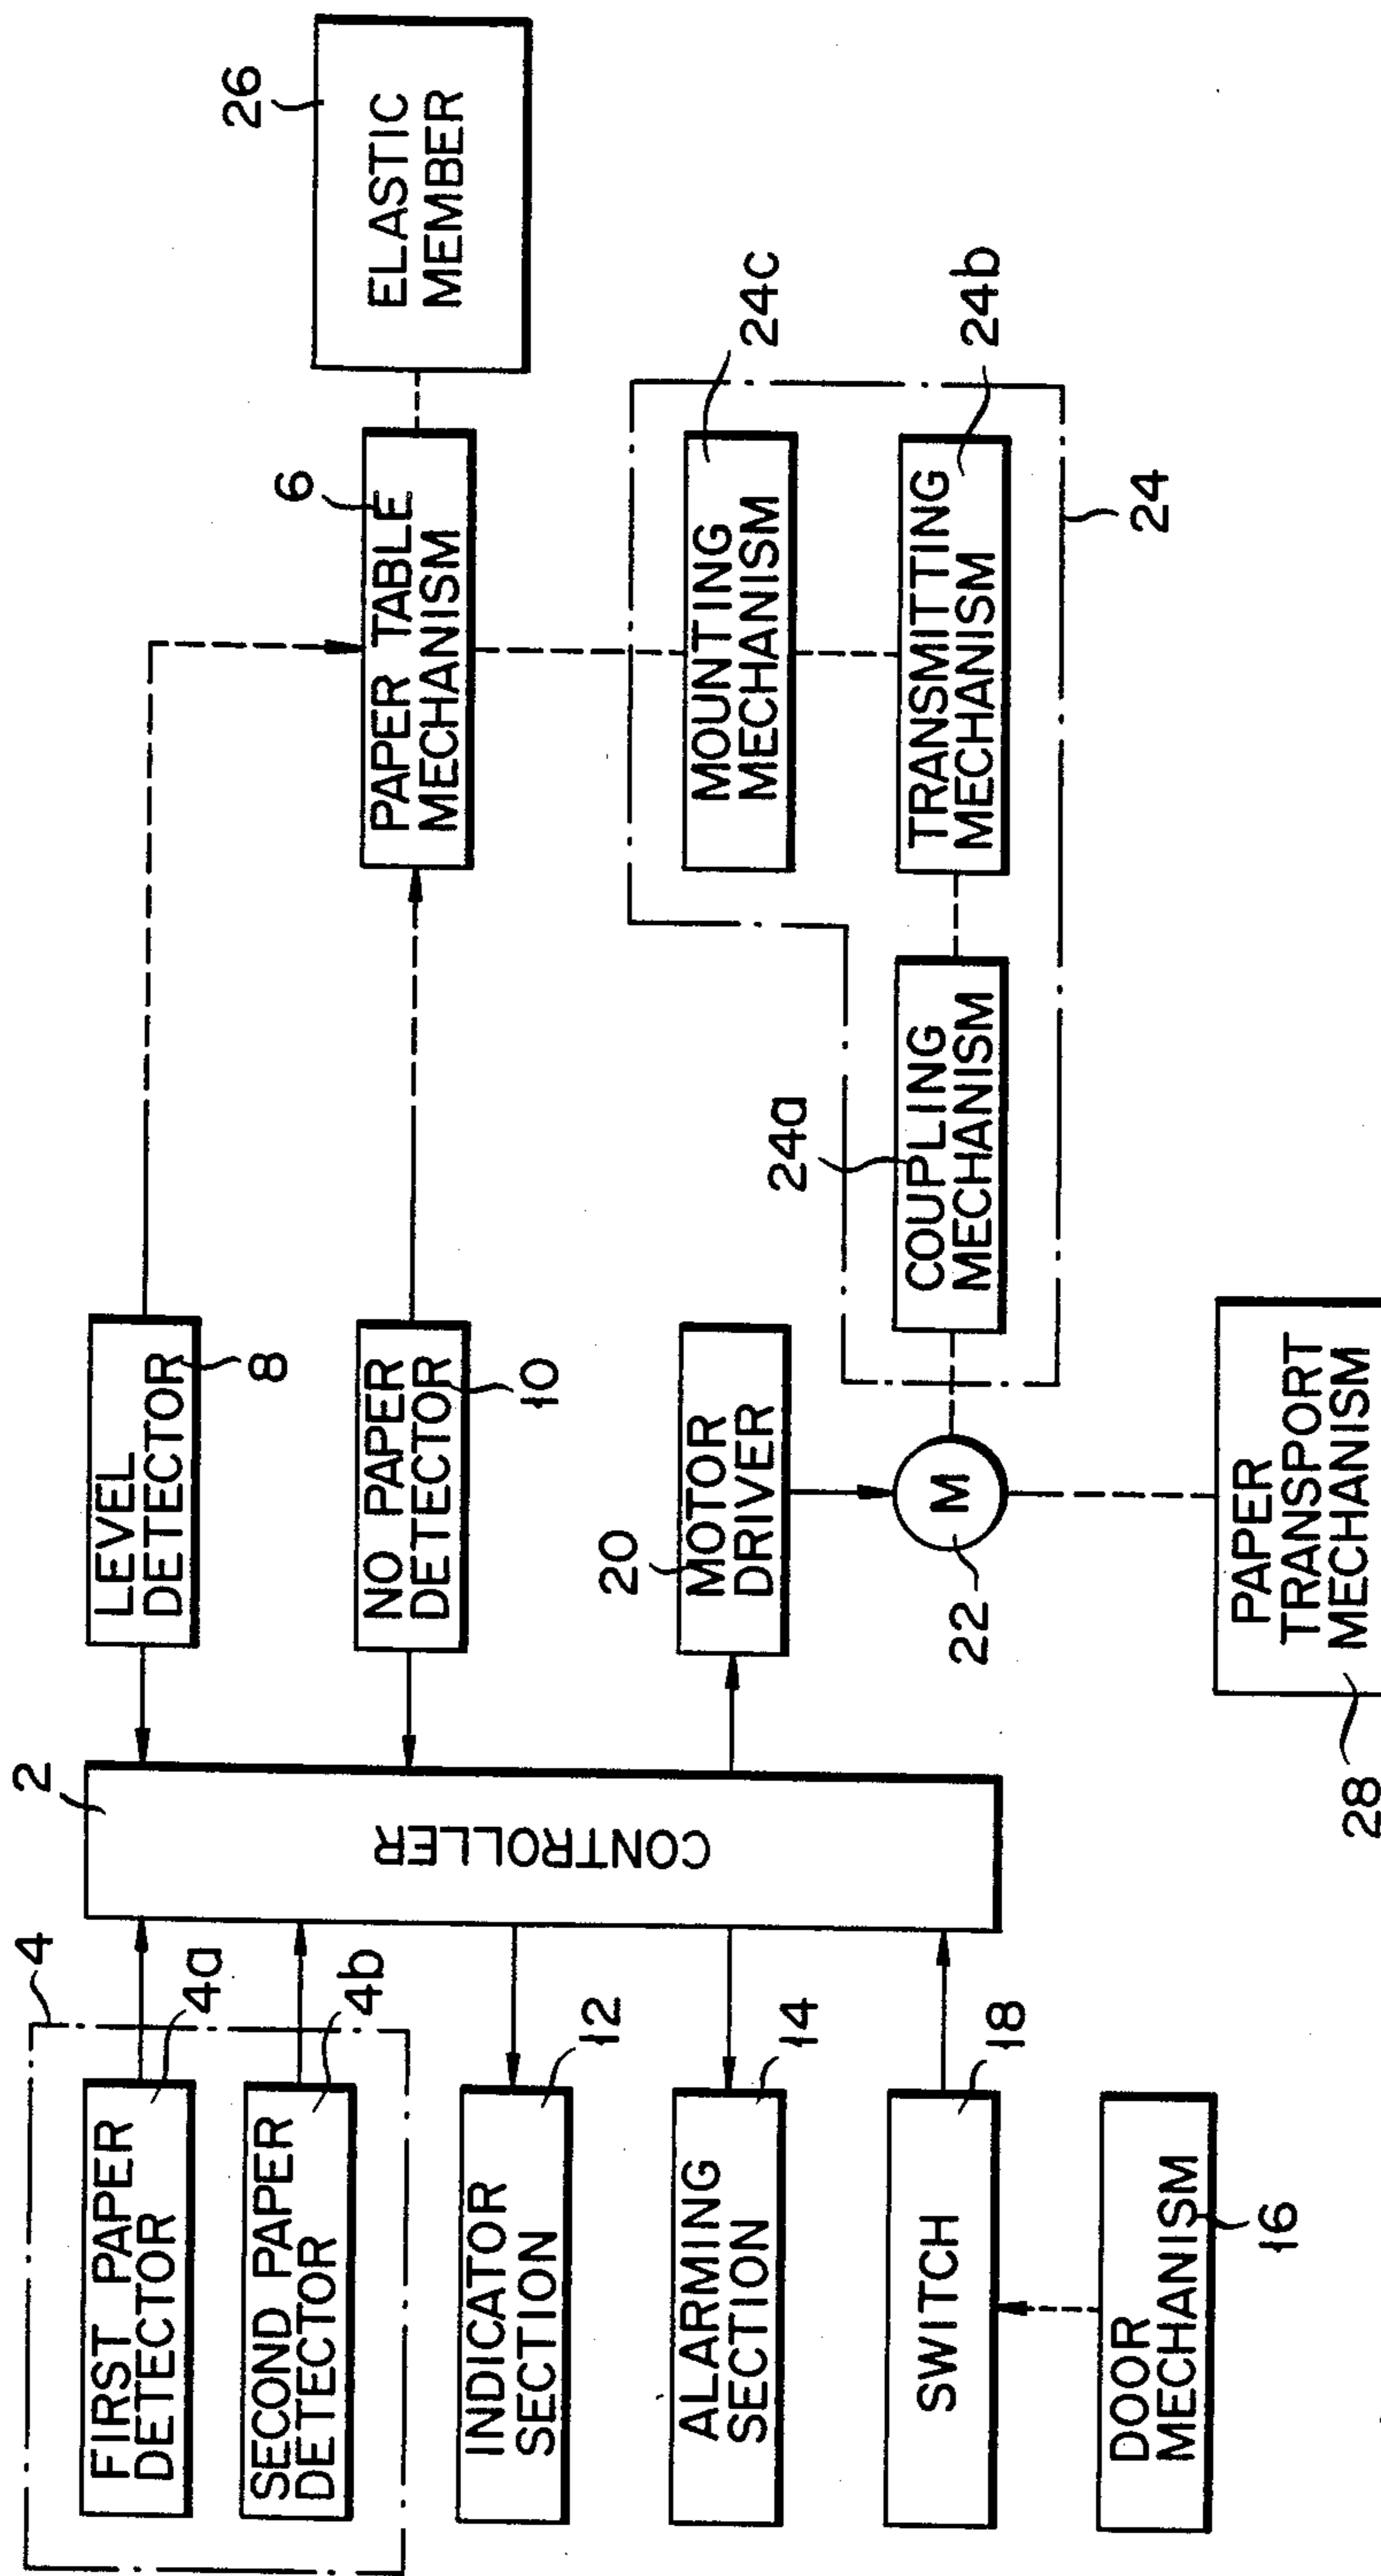 4
FIRST PAPER
DETECTOR
4a
SECOND PAPER
DETECTOR
4b
INDICATOR
SECTION
12
ALARMING
SECTION
14
SWITCH
18
DOOR
MECHANISM
16
2
CONTROLLER
LEVEL
DETECTOR
8
NO PAPER
DETECTOR
10
20
MOTOR
DRIVER
M
22
PAPER
TRANSPORT
MECHANISM
28
PAPER TABLE
MECHANISM
6
ELASTIC
MEMBER
26
MOUNTING
MECHANISM
24c
24a
COUPLING
MECHANISM
TRANSMITTING
MECHANISM
24b
24